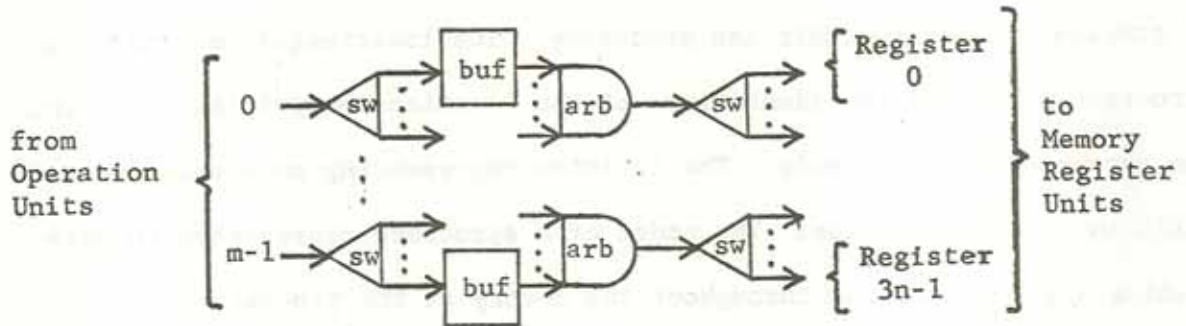 from
Operation
Units
0
sw
buf
arb
sw
Register
0
m-1
sw
buf
arb
sw
Register
3n-1
to
Memory
Register
Units